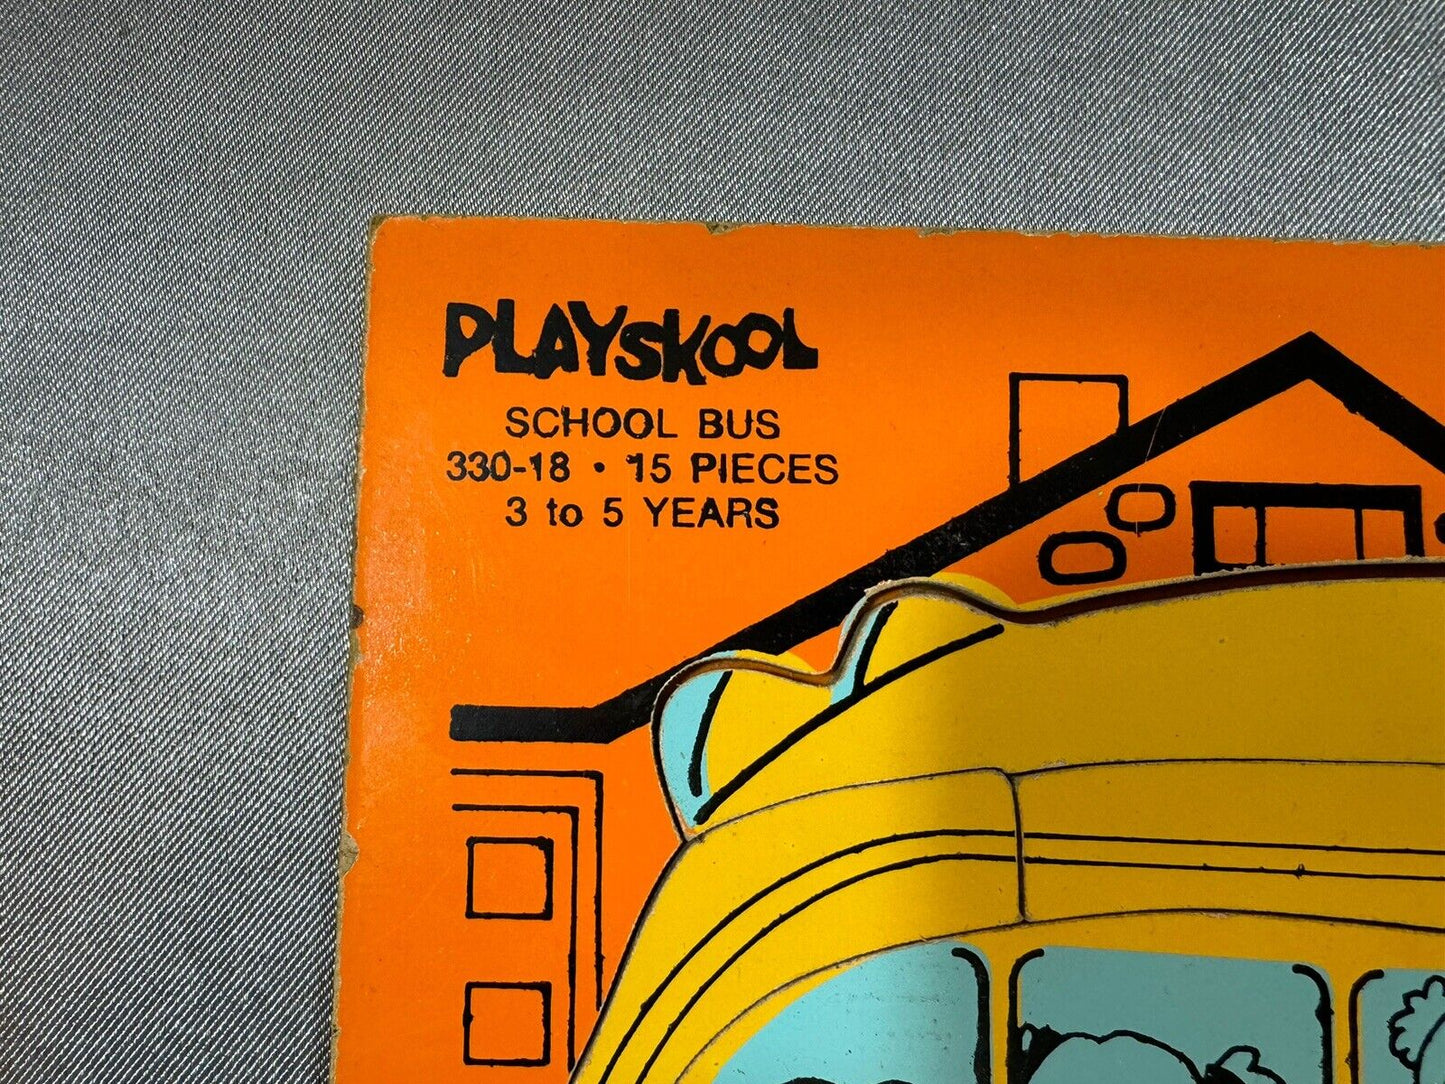 PLAYSKOOL
SCHOOL BUS
330-18 • 15 PIECES
3 to 5 YEARS